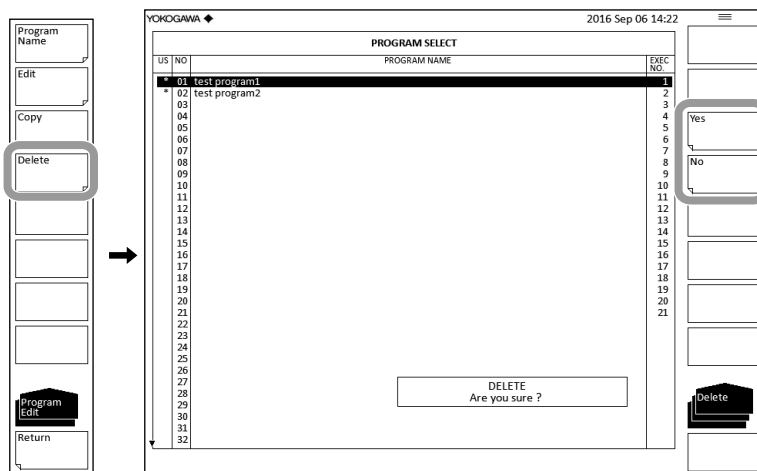 Program
Name
Edit
Copy
Delete
Program
Edit
Return
YOKOGAWA
2016 Sep 06 14:22
PROGRAM SELECT
US NO PROGRAM NAME EXEC
NO.
* 01 test program1 1
* 02 test program2 2
03 3
04 4
05 5
06 6
07 7
08 8
09 9
10 10
11 11
12 12
13 13
14 14
15 15
16 16
17 17
18 18
19 19
20 20
21 21
22
23
24
25
26
27
28
29
30
31
32
DELETE
Are you sure ?
Yes
No
Delete